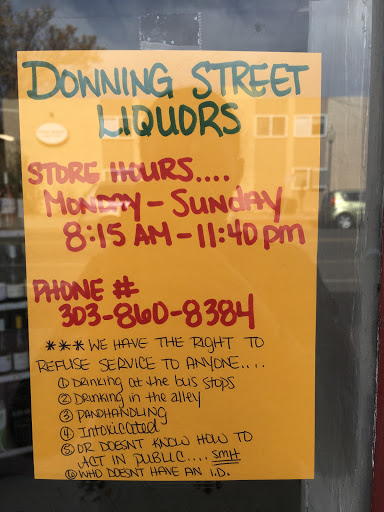 DOWNING STREET
LIQUORS
STORE HOURS....
MONDAY - SUNDAY
8:15 AM - 11:40 pm
PHONE #
303-860-8384
*** WE HAVE THE RIGHT TO
REFUSE SERVICE TO ANYONE....
① DRINKING at the bus stops
② DRINKING in the alley
③ PANDHANDLING
④ Intoxicated
⑤ OR DOESNT KNOW HOW TO
ACT IN PUBLIC.... SMH
⑥ WHO DOESNT HAVE AN I.D.